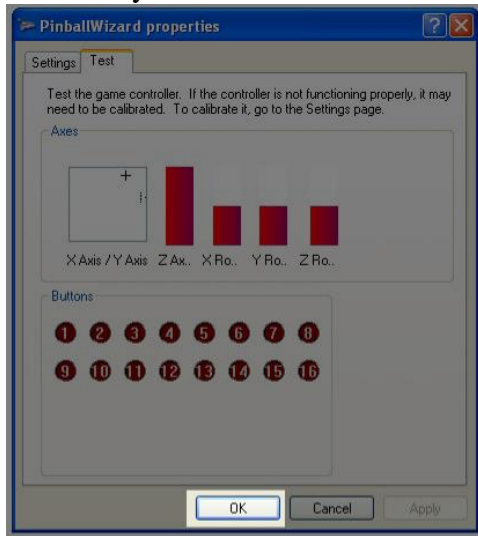 PinballWizard properties
Settings Test
Test the game controller. If the controller is not functioning properly, it may
need to be calibrated. To calibrate it, go to the Settings page.
Axes
X Axis / Y Axis Z Ax.. X Ro.. Y Ro.. Z Ro..
Buttons
1 2 3 4 5 6 7 8
9 10 11 12 13 14 15 16
OK Cancel Apply